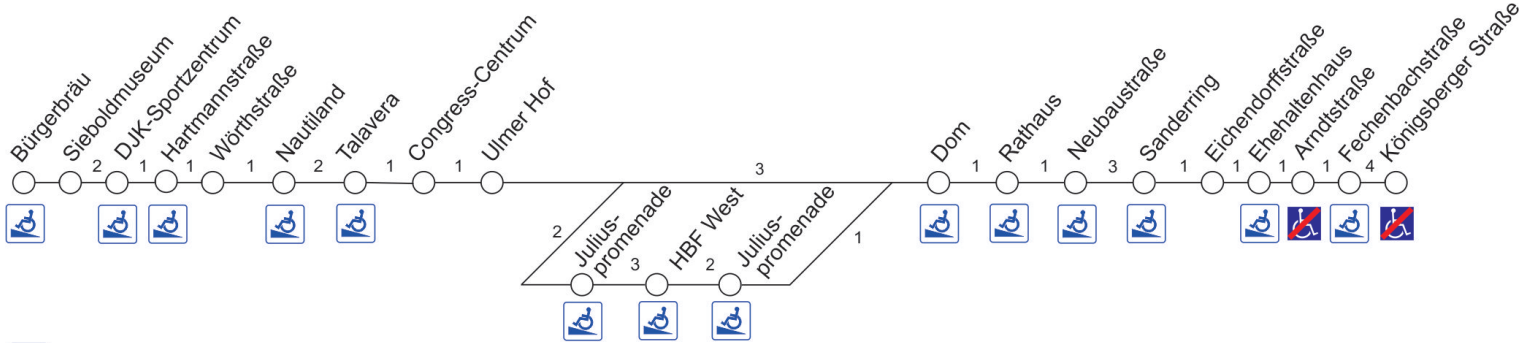 Bürgerbräu
Sieboldmuseum
DJK-Sportzentrum
Hartmannstraße
Wörthstraße
Nautiland
Talavera
Congress-Centrum
Ulmer Hof
Dom
Rathaus
Neubaustraße
Sanderring
Eichendorffstraße
Ehehaltenhaus
Arndtstraße
Fechenbachstraße
Königsberger Straße
2
1
1
1
2
1
1
3
1
1
3
1
1
1
1
4
2
Julius-
promenade
3
HBF West
2
Julius-
promenade
1